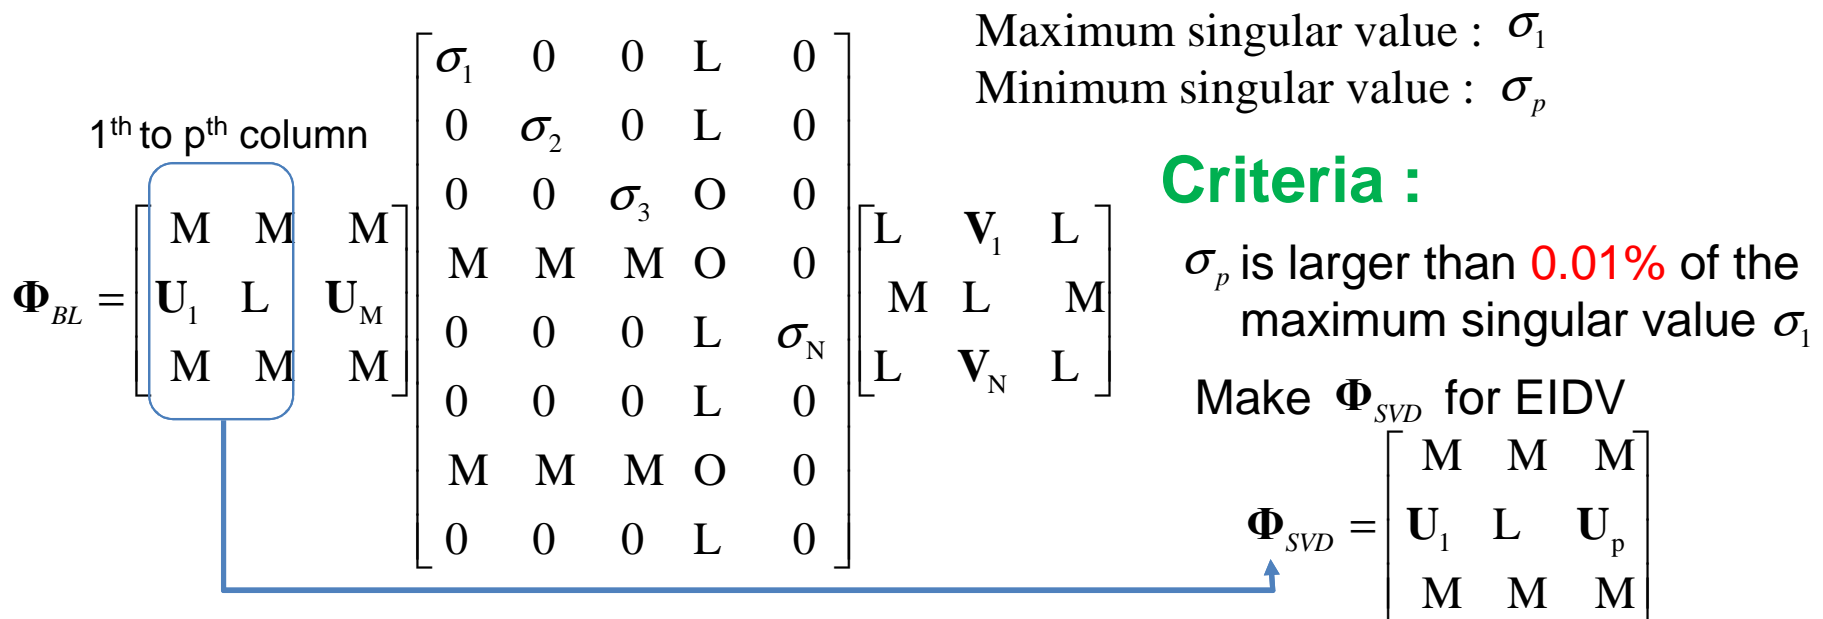 Maximum singular value : σ1
Minimum singular value : σp
1th to pth column
ΦBL = [ M M M ] [ σ1 0 0 L 0 ] [ L V1 L ]
[ U1 L UM ] [ 0 σ2 0 L 0 ] [ M L M ]
[ M M M ] [ 0 0 σ3 O 0 ] [ L VN L ]
[ M M M O 0 ]
[ 0 0 0 L σN ]
[ 0 0 0 L 0 ]
[ M M M O 0 ]
[ 0 0 0 L 0 ]
Criteria :
σp is larger than 0.01% of the
maximum singular value σ1
Make ΦSVD for EIDV
M M M
ΦSVD = U1 L Up
M M M